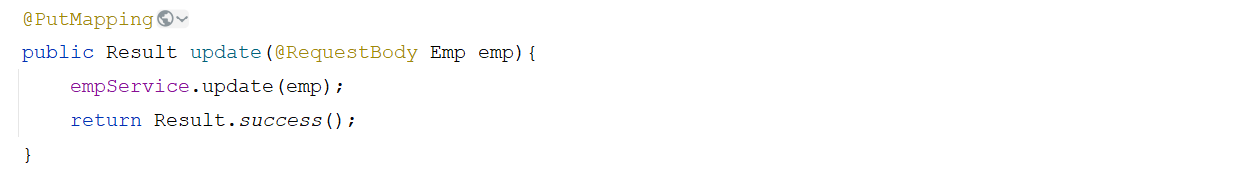 @PutMapping
public Result update(@RequestBody Emp emp){
    empService.update(emp);
    return Result.success();
}